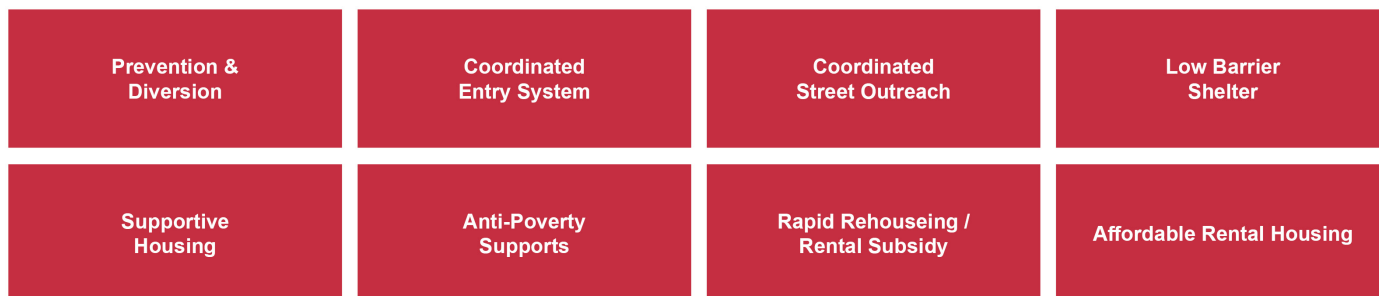 Prevention &
Diversion
Coordinated
Entry System
Coordinated
Street Outreach
Low Barrier
Shelter
Supportive
Housing
Anti-Poverty
Supports
Rapid Rehouseing /
Rental Subsidy
Affordable Rental Housing